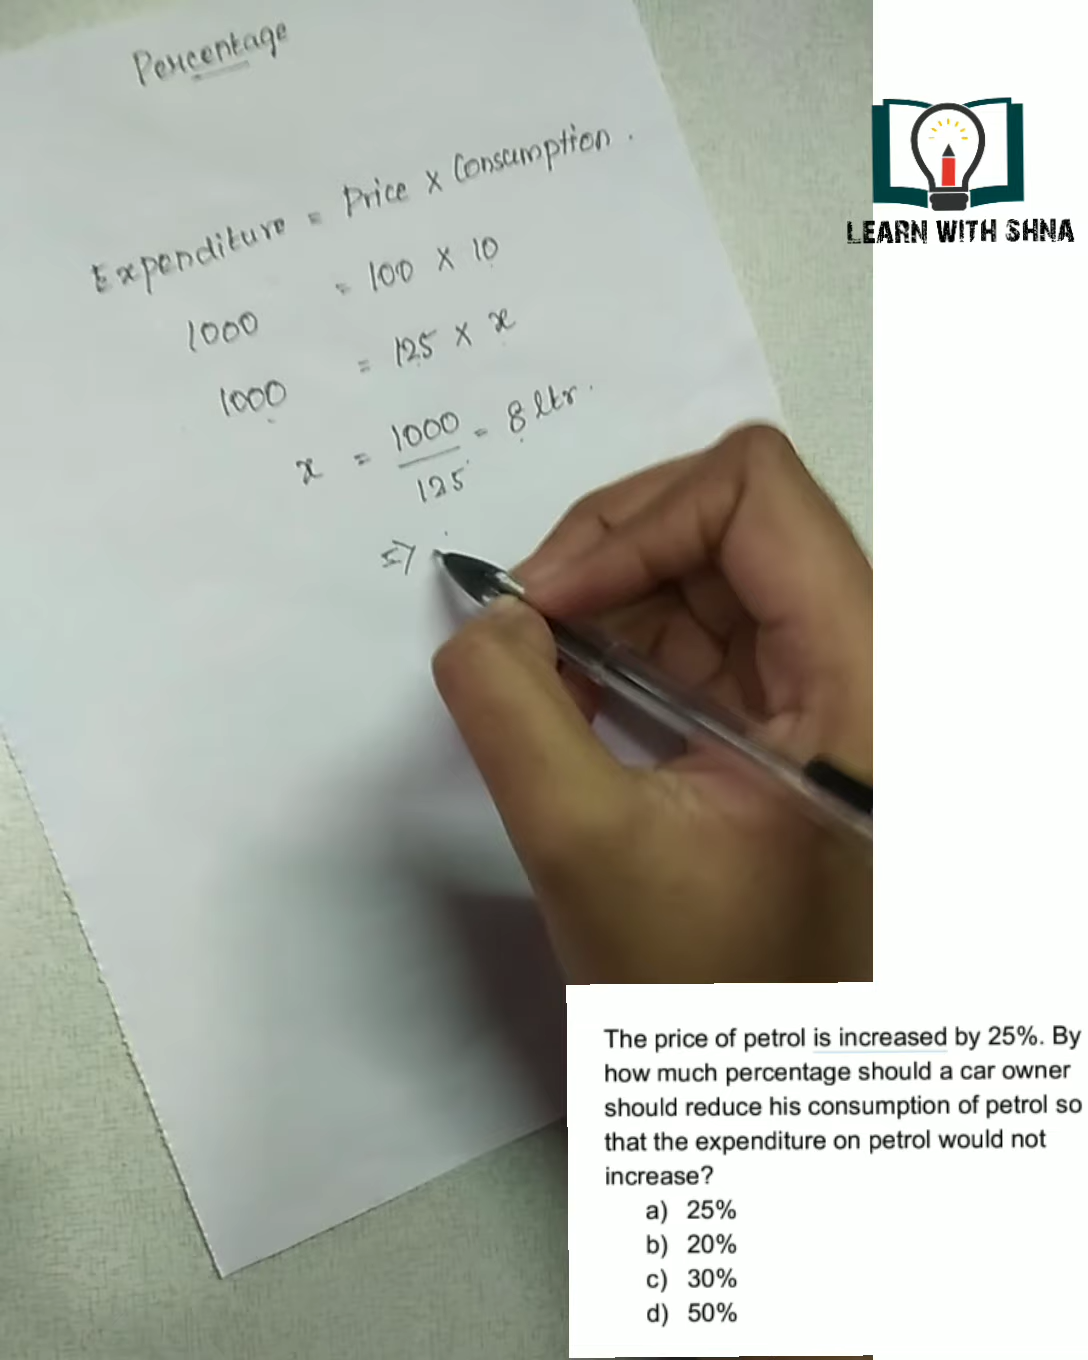 Percentage
Expenditure = Price x Consumption.
1000 = 100 x 10
1000 = 125 x x
x = 1000/125 = 8 ltr.
=>
LEARN WITH SHNA
The price of petrol is increased by 25%. By
how much percentage should a car owner
should reduce his consumption of petrol so
that the expenditure on petrol would not
increase?
a) 25%
b) 20%
c) 30%
d) 50%